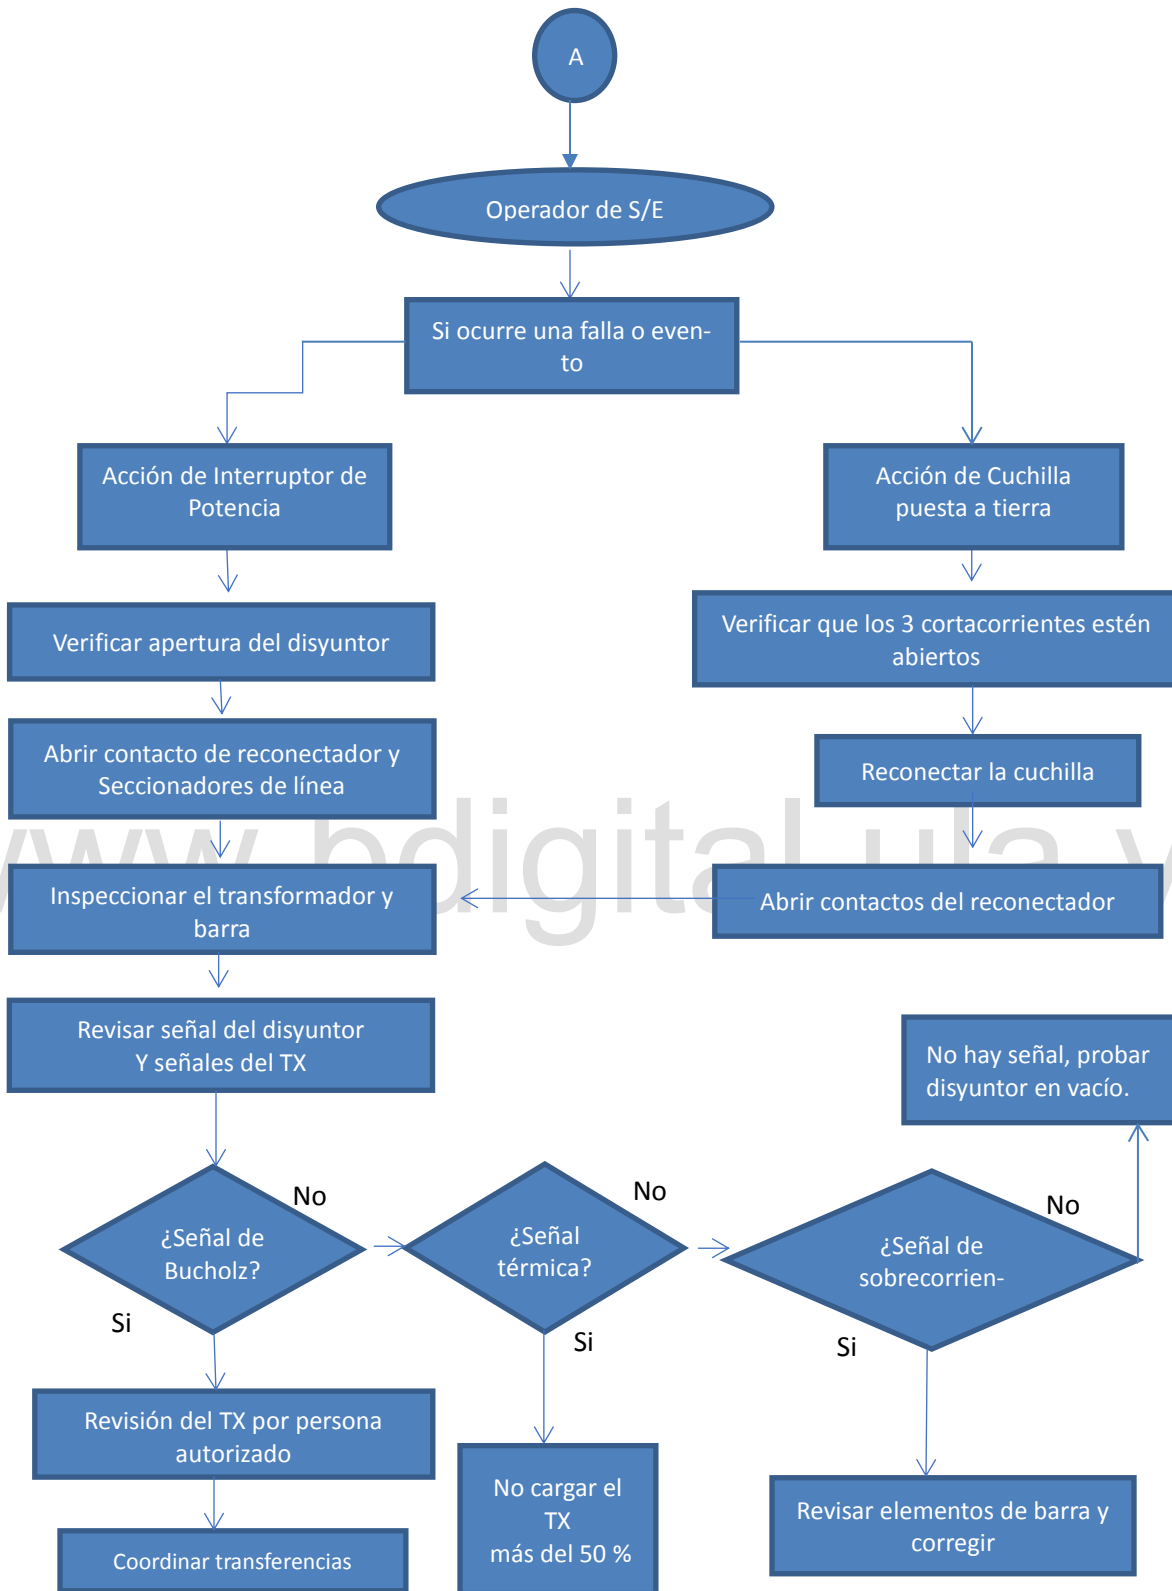 A
Operador de S/E
Si ocurre una falla o even-
to
Acción de Interruptor de
Potencia
Acción de Cuchilla
puesta a tierra
Verificar apertura del disyuntor
Verificar que los 3 cortacorrientes estén
abiertos
Abrir contacto de reconectador y
Seccionadores de línea
Reconectar la cuchilla
www.bdigital.ula.v
Inspeccionar el transformador y
barra
Abrir contactos del reconectador
Revisar señal del disyuntor
Y señales del TX
No hay señal, probar
disyuntor en vacío.
¿Señal de
Bucholz?
No
Si
¿Señal
térmica?
No
Si
¿Señal de
sobrecorrien-
No
Si
Revisión del TX por persona
autorizado
Coordinar transferencias
No cargar el
TX
más del 50 %
Revisar elementos de barra y
corregir